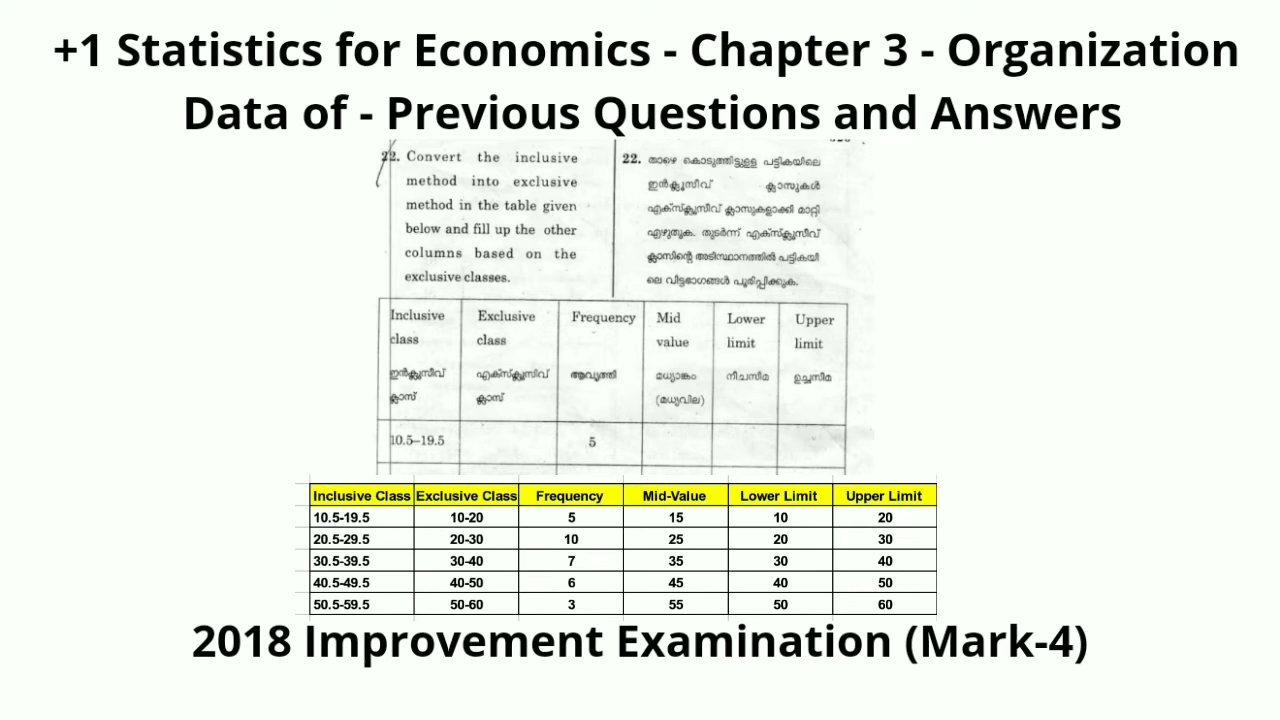 +1 Statistics for Economics - Chapter 3 - Organization
Data of - Previous Questions and Answers
22. Convert the inclusive
method into exclusive
method in the table given
below and fill up the other
columns based on the
exclusive classes.
22. താഴെ കൊടുത്തിട്ടുള്ള പട്ടികയിലെ
ഇൻക്ലൂസീവ് ക്ലാസുകൾ
എക്സ്ക്ലൂസീവ് ക്ലാസുകളാക്കി മാറ്റി
എഴുതുക. തുടർന്ന് എക്സ്ക്ലൂസീവ്
ക്ലാസിന്റെ അടിസ്ഥാനത്തിൽ പട്ടികയി
ലെ വിട്ടഭാഗങ്ങൾ പൂരിപ്പിക്കുക.
Inclusive Exclusive Frequency Mid Lower Upper
class class value limit limit
ഇൻക്ലൂസീവ് എക്സ്ക്ലൂസിവ് ആവൃത്തി മധ്യാങ്കം നീചസീമ ഉച്ചസീമ
ക്ലാസ് ക്ലാസ് (മധ്യവില)
10.5–19.5 5
Inclusive Class Exclusive Class Frequency Mid-Value Lower Limit Upper Limit
10.5-19.5 10-20 5 15 10 20
20.5-29.5 20-30 10 25 20 30
30.5-39.5 30-40 7 35 30 40
40.5-49.5 40-50 6 45 40 50
50.5-59.5 50-60 3 55 50 60
2018 Improvement Examination (Mark-4)